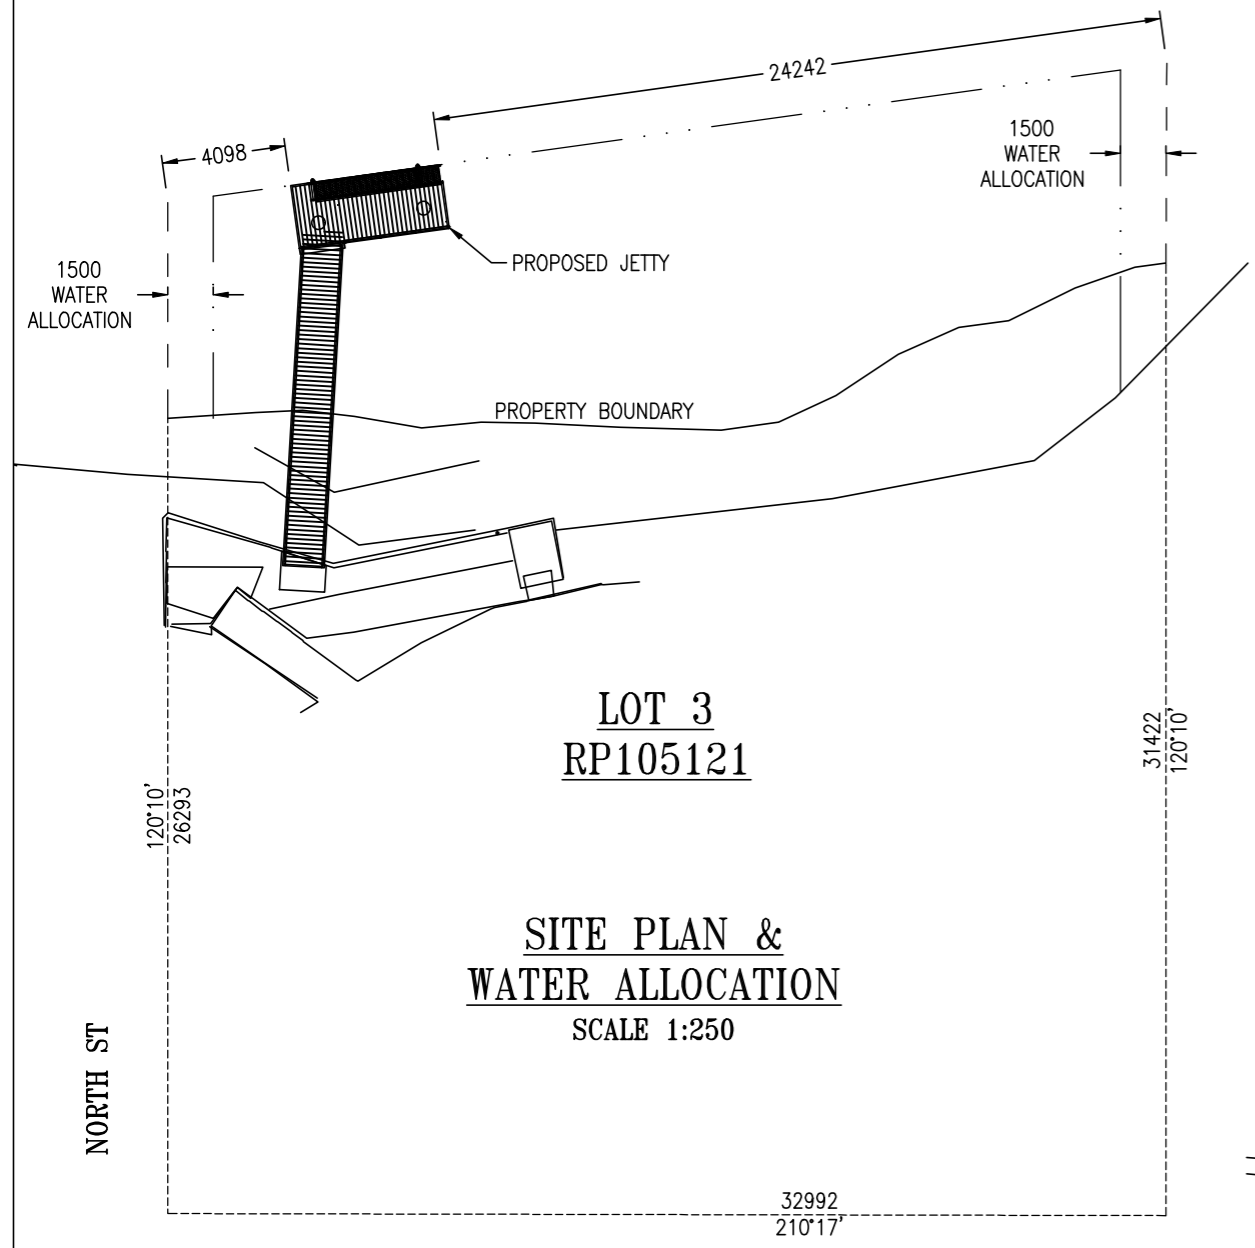 24242
4098
1500
WATER
ALLOCATION
PROPOSED JETTY
1500
WATER
ALLOCATION
PROPERTY BOUNDARY
LOT 3
RP105121
31422
120°10'
120°10'
26293
SITE PLAN &
WATER ALLOCATION
SCALE 1:250
NORTH ST
32992
210°17'